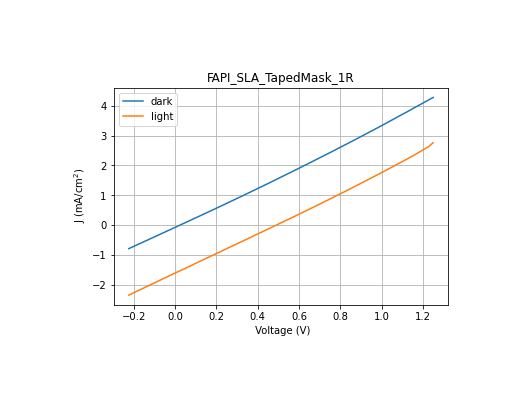 FAPI_SLA_TapedMask_1R
dark
light
J (mA/cm²)
4
3
2
1
0
−1
−2
−0.2 0.0 0.2 0.4 0.6 0.8 1.0 1.2
Voltage (V)